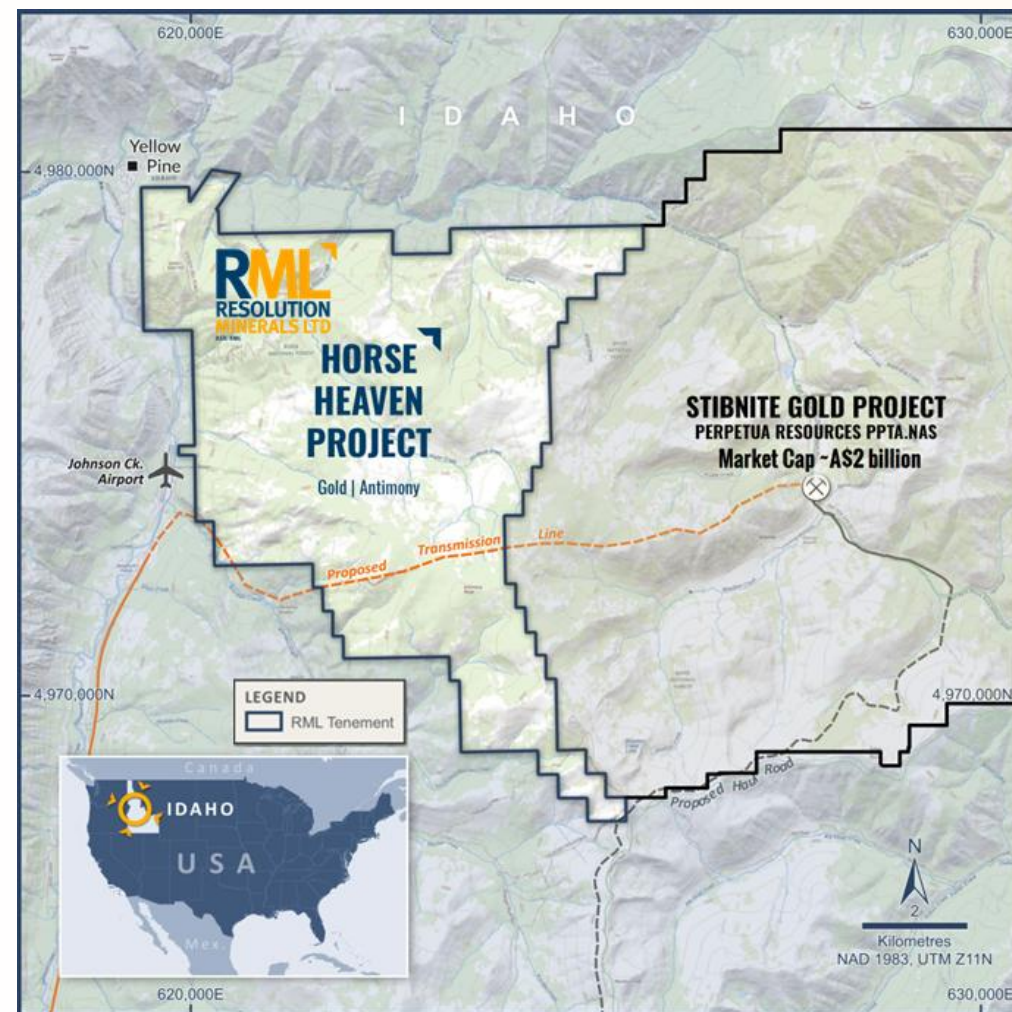 620,000E
630,000E
IDAHO
Yellow
Pine
4,980,000N
RML
RESOLUTION
MINERALS LTD
HORSE
HEAVEN
PROJECT
Gold | Antimony
STIBNITE GOLD PROJECT
PERPETUA RESOURCES PPTA.NAS
Market Cap ~A$2 billion
Johnson Ck.
Airport
Proposed Transmission Line
4,970,000N
4,970,000N
LEGEND
RML Tenement
Proposed Haul Road
Canada
IDAHO
USA
Mex.
N
2
Kilometres
NAD 1983, UTM Z11N
620,000E
630,000E